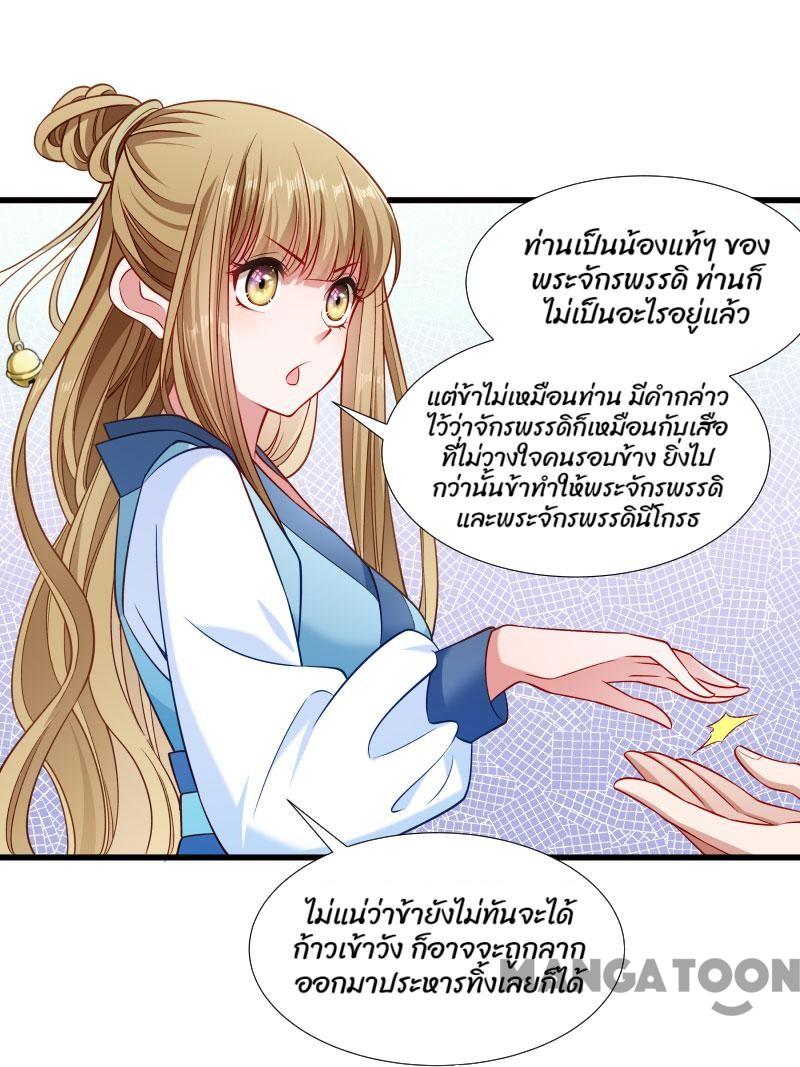 ท่านเป็นน้องแท้ๆ ของ
พระจักรพรรดิ ท่านก็
ไม่เป็นอะไรอยู่แล้ว
แต่ข้าไม่เหมือนท่าน มีคำกล่าว
ไว้ว่าจักรพรรดิก็เหมือนกับเสือ
ที่ไม่วางใจคนรอบข้าง ยิ่งไป
กว่านั้นข้าทำให้พระจักรพรรดิ
และพระจักรพรรดินีโกรธ
ไม่แน่ว่าข้ายังไม่ทันจะได้
ก้าวเข้าวัง ก็อาจจะถูกลาก
ออกมาประหารทิ้งเลยก็ได้
MANGATOON